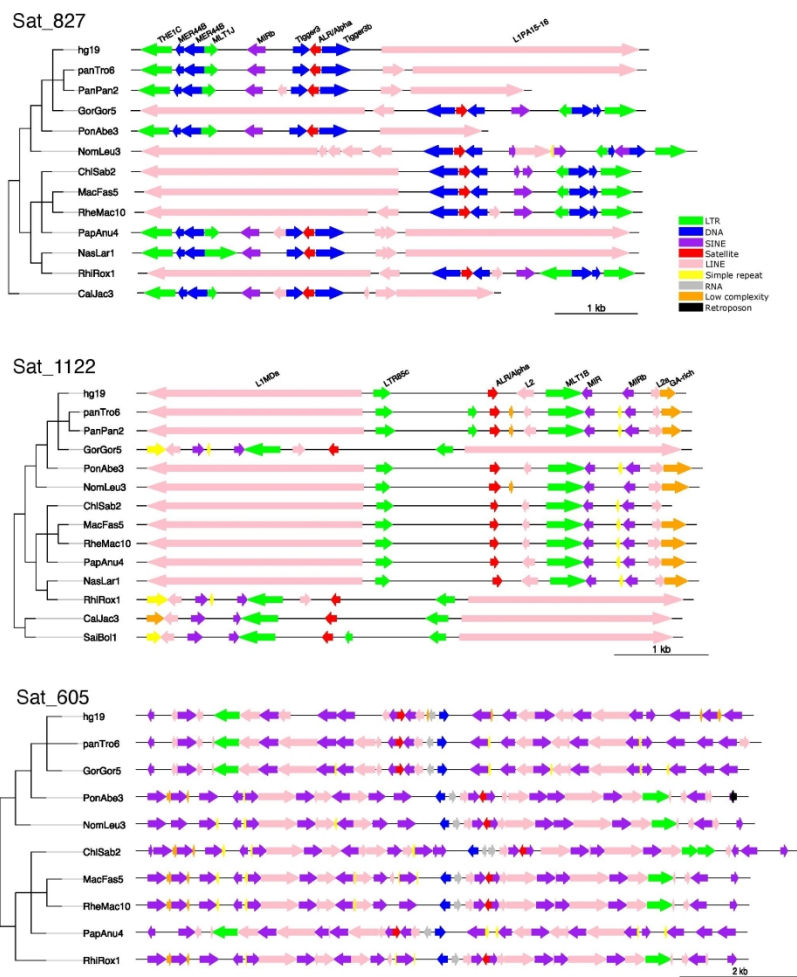 Sat_827
THE1C MER44B MER44B MLT1J MIRb Tigger3 ALR/Alpha Tigger3b L1PA15-16
hg19
panTro6
PanPan2
GorGor5
PonAbe3
NomLeu3
ChlSab2
MacFas5
RheMac10
PapAnu4
NasLar1
RhiRox1
CalJac3
LTR
DNA
SINE
Satellite
LINE
Simple repeat
RNA
Low complexity
Retroposon
1 kb
Sat_1122
L1MDa LTR85c ALR/Alpha L2 MLT1B MIR MIRb L2a GA-rich
hg19
panTro6
PanPan2
GorGor5
PonAbe3
NomLeu3
ChlSab2
MacFas5
RheMac10
PapAnu4
NasLar1
RhiRox1
CalJac3
SaiBol1
1 kb
Sat_605
hg19
panTro6
GorGor5
PonAbe3
NomLeu3
ChlSab2
MacFas5
RheMac10
PapAnu4
RhiRox1
2 kb